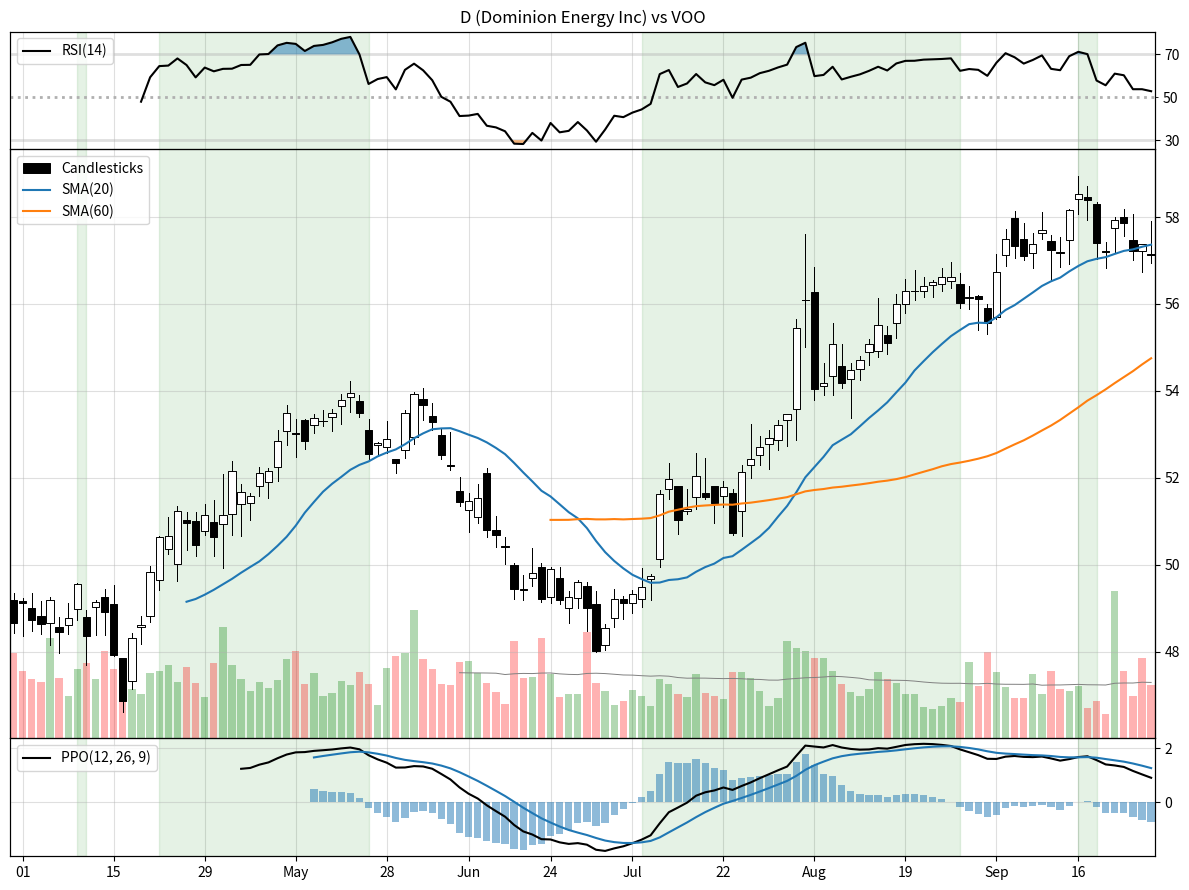 D (Dominion Energy Inc) vs VOO
RSI(14)
70
50
30
Candlesticks
SMA(20)
SMA(60)
58
56
54
52
50
48
PPO(12, 26, 9)
2
0
01 15 29 May 28 Jun 24 Jul 22 Aug 19 Sep 16